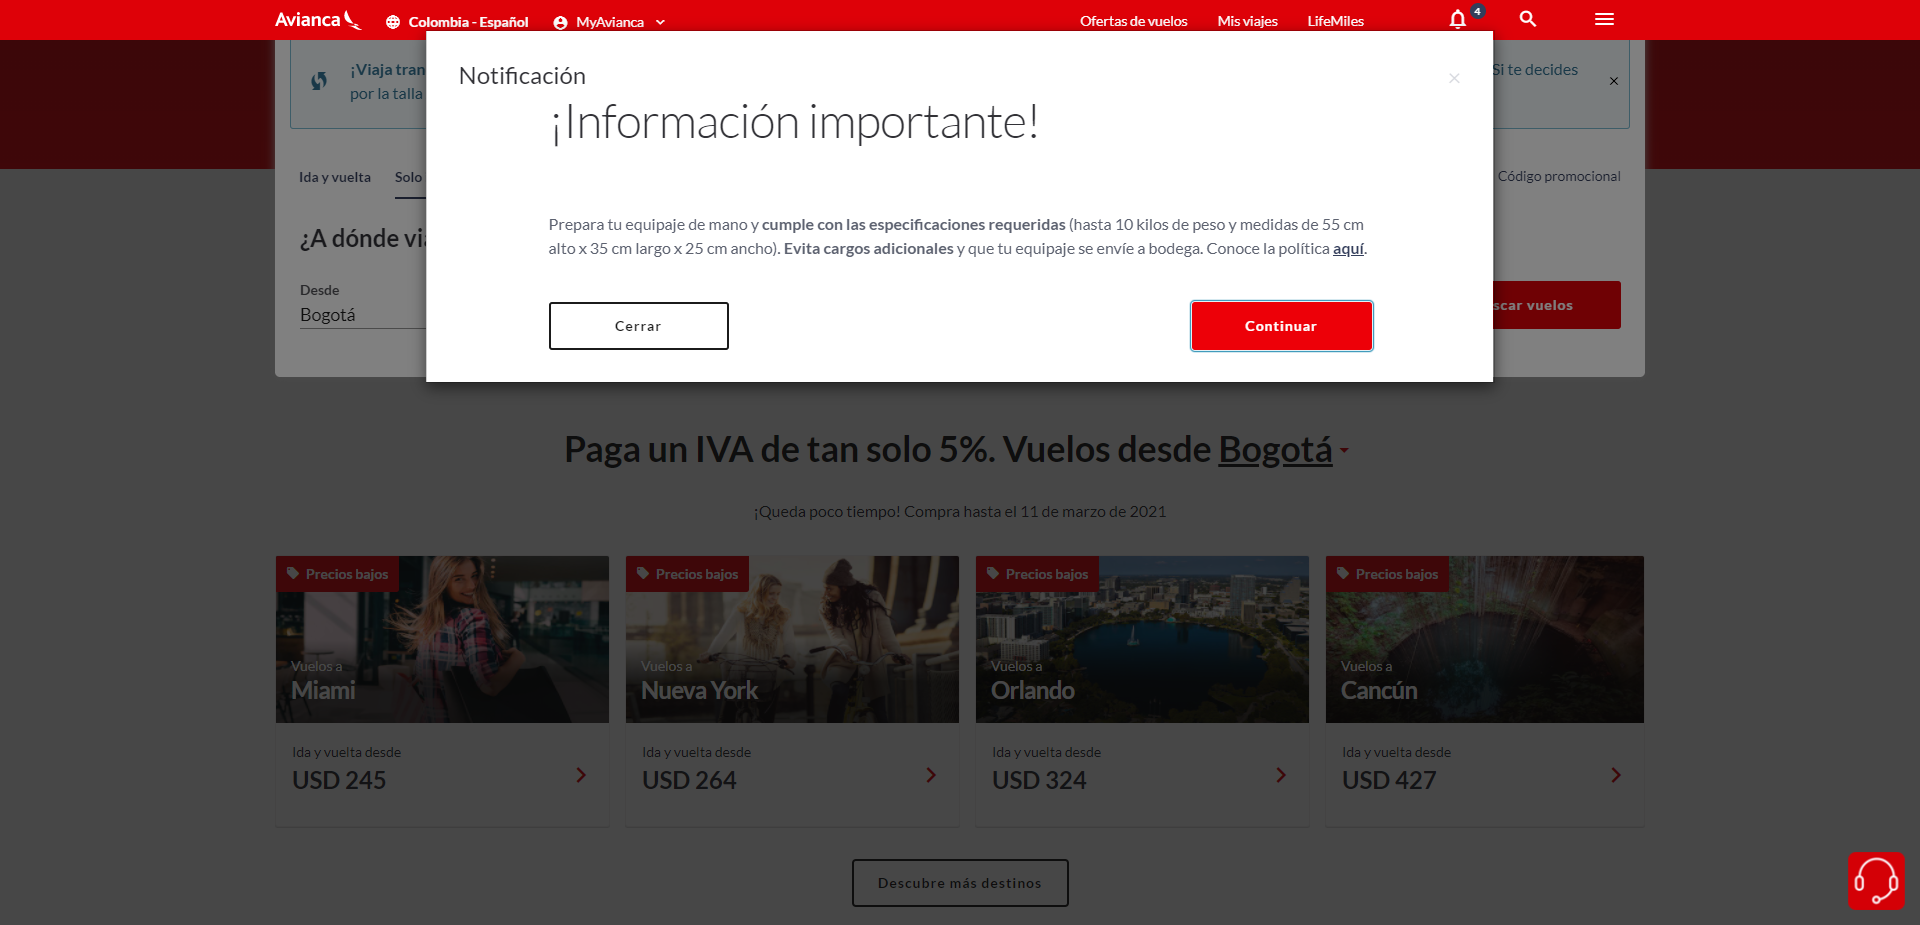 Avianca
Colombia - Español
MyAvianca
Ofertas de vuelos
Mis viajes
LifeMiles
4
¡Viaja
Si te decides
por la talla
Notificación
×
¡Información importante!
Ida y vuelta
Solo
Código promocional
Prepara tu equipaje de mano y cumple con las especificaciones requeridas (hasta 10 kilos de peso y medidas de 55 cm
alto x 35 cm largo x 25 cm ancho). Evita cargos adicionales y que tu equipaje se envíe a bodega. Conoce la política aquí.
¿A dónde
Desde
Bogotá
Cerrar
Continuar
vuelos
Paga un IVA de tan solo 5%. Vuelos desde Bogotá
¡Queda poco tiempo! Compra hasta el 11 de marzo de 2021
Precios bajos
Vuelos a
Miami
Ida y vuelta desde
USD 245
Precios bajos
Vuelos a
Nueva York
Ida y vuelta desde
USD 264
Precios bajos
Vuelos a
Orlando
Ida y vuelta desde
USD 324
Precios bajos
Vuelos a
Cancún
Ida y vuelta desde
USD 427
Descubre más destinos